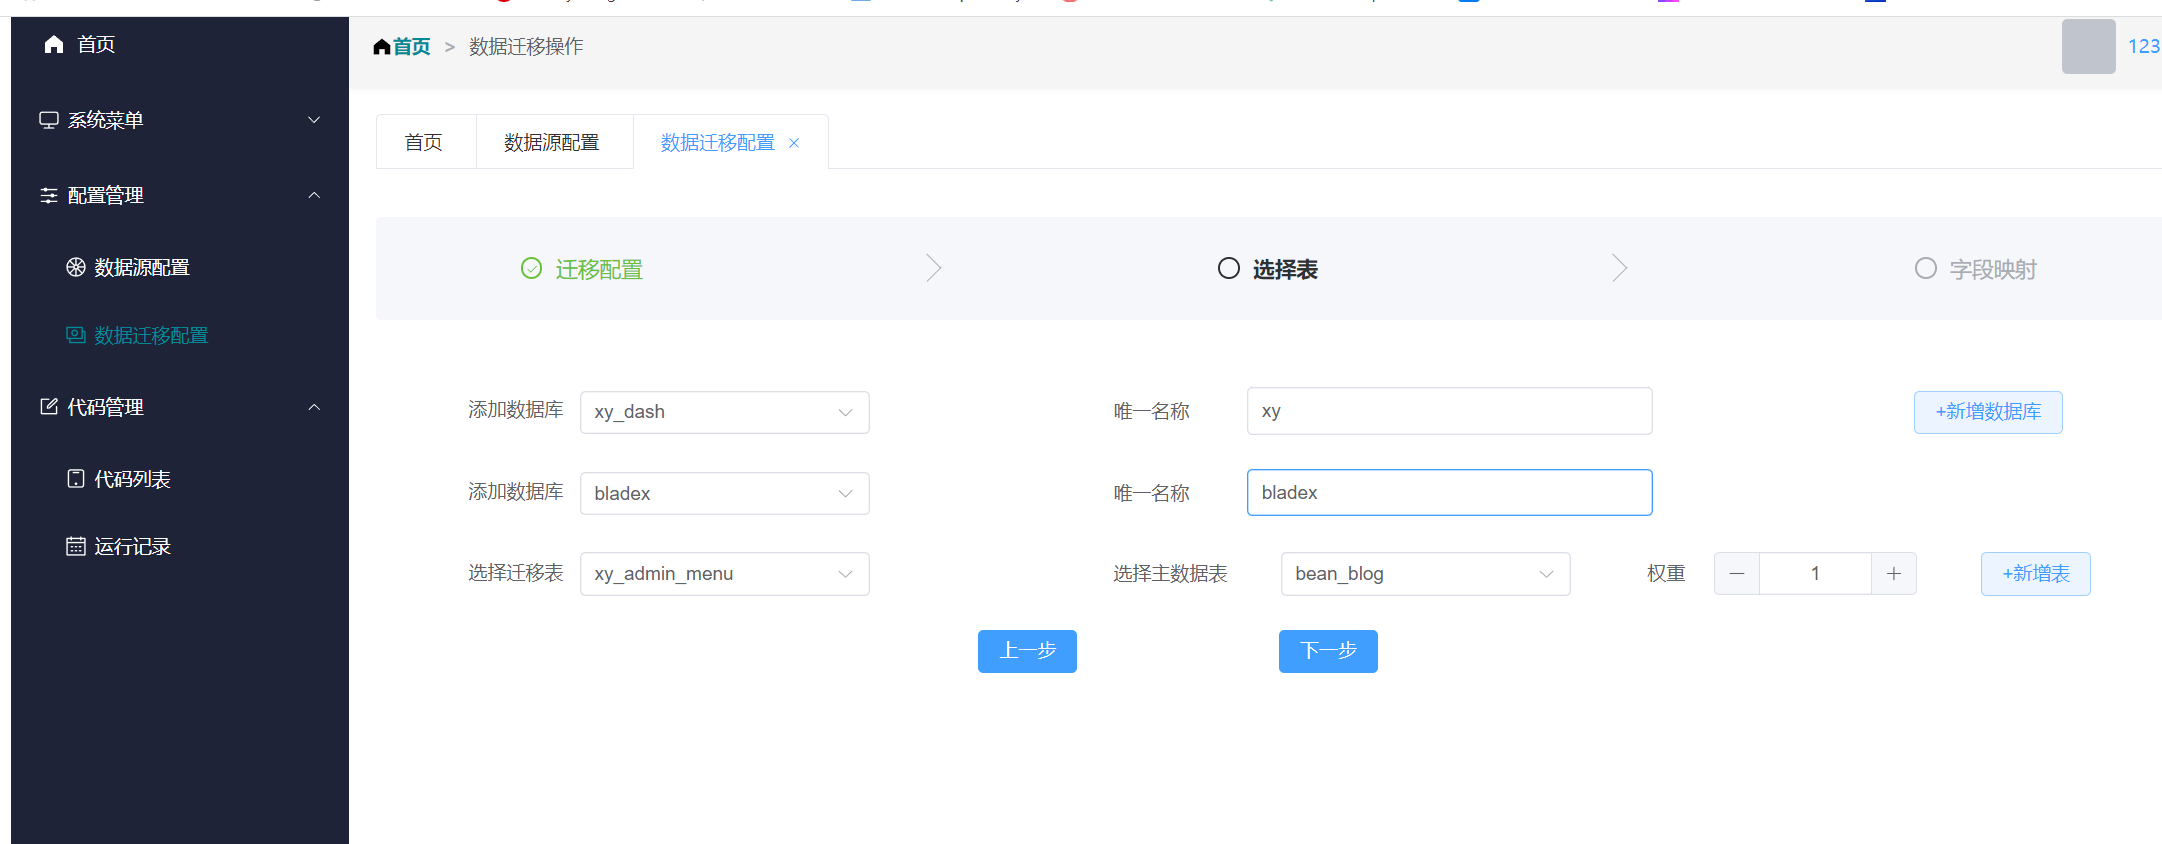 首页
系统菜单
配置管理
数据源配置
数据迁移配置
代码管理
代码列表
运行记录
首页 > 数据迁移操作
123
首页 数据源配置 数据迁移配置
迁移配置 选择表 字段映射
添加数据库 xy_dash 唯一名称 xy +新增数据库
添加数据库 bladex 唯一名称 bladex
选择迁移表 xy_admin_menu 选择主数据表 bean_blog 权重 1 +新增表
上一步 下一步